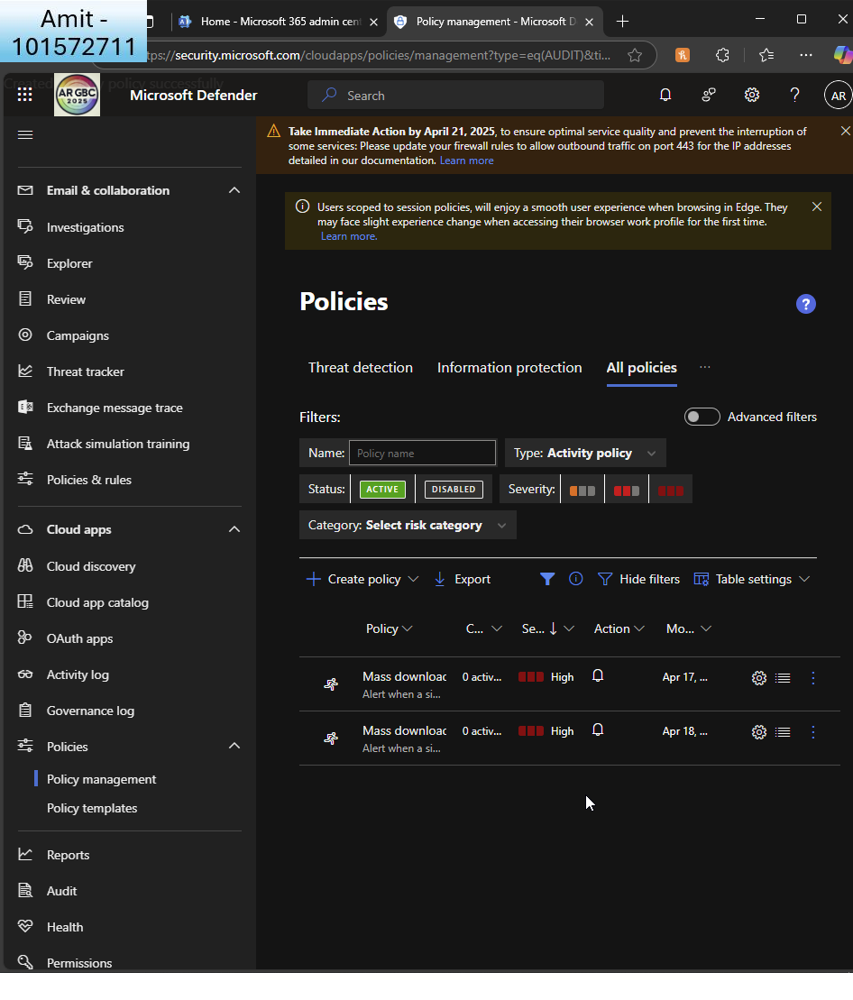 Amit -
101572711
Home - Microsoft 365 admin cent
Policy management - Microsoft D
ttps://security.microsoft.com/cloudapps/policies/management?type=eq(AUDIT)&ti...
policy successfully
AR GBC
2025
Microsoft Defender
Search
AR
Take Immediate Action by April 21, 2025, to ensure optimal service quality and prevent the interruption of
some services: Please update your firewall rules to allow outbound traffic on port 443 for the IP addresses
detailed in our documentation. Learn more
Users scoped to session policies, will enjoy a smooth user experience when browsing in Edge. They
may face slight experience change when accessing their browser work profile for the first time.
Learn more.
Email & collaboration
Investigations
Explorer
Review
Campaigns
Threat tracker
Exchange message trace
Attack simulation training
Policies & rules
Cloud apps
Cloud discovery
Cloud app catalog
OAuth apps
Activity log
Governance log
Policies
Policy management
Policy templates
Reports
Audit
Health
Permissions
Policies
?
Threat detection Information protection All policies ...
Filters: Advanced filters
Name: Policy name Type: Activity policy
Status: ACTIVE DISABLED Severity:
Category: Select risk category
Create policy Export Hide filters Table settings
Policy C... Se... Action Mo...
Mass downloac 0 activ... High Apr 17, ...
Alert when a si...
Mass downloac 0 activ... High Apr 18, ...
Alert when a si...